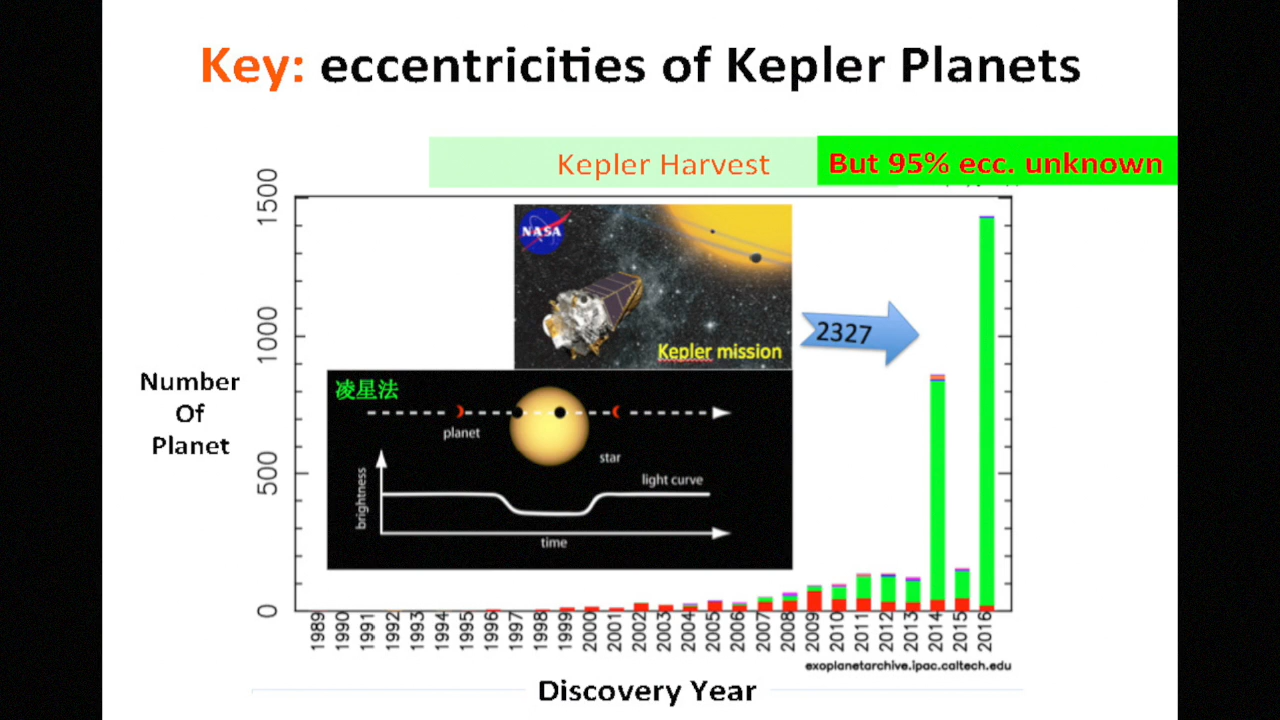 Key: eccentricities of Kepler Planets
Kepler Harvest
But 95% ecc. unknown
1500
1000
500
0
Number
Of
Planet
NASA
Kepler mission
2327
凌星法
planet
star
light curve
brightness
time
1989 1990 1991 1992 1993 1994 1995 1996 1997 1998 1999 2000 2001 2002 2003 2004 2005 2006 2007 2008 2009 2010 2011 2012 2013 2014 2015 2016
exoplanetarchive.ipac.caltech.edu
Discovery Year